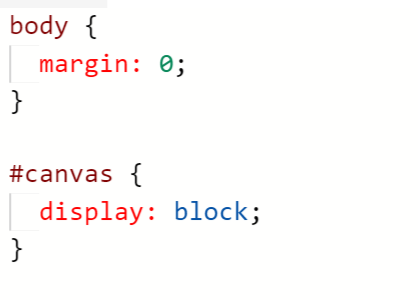 body {
  margin: 0;
}

#canvas {
  display: block;
}